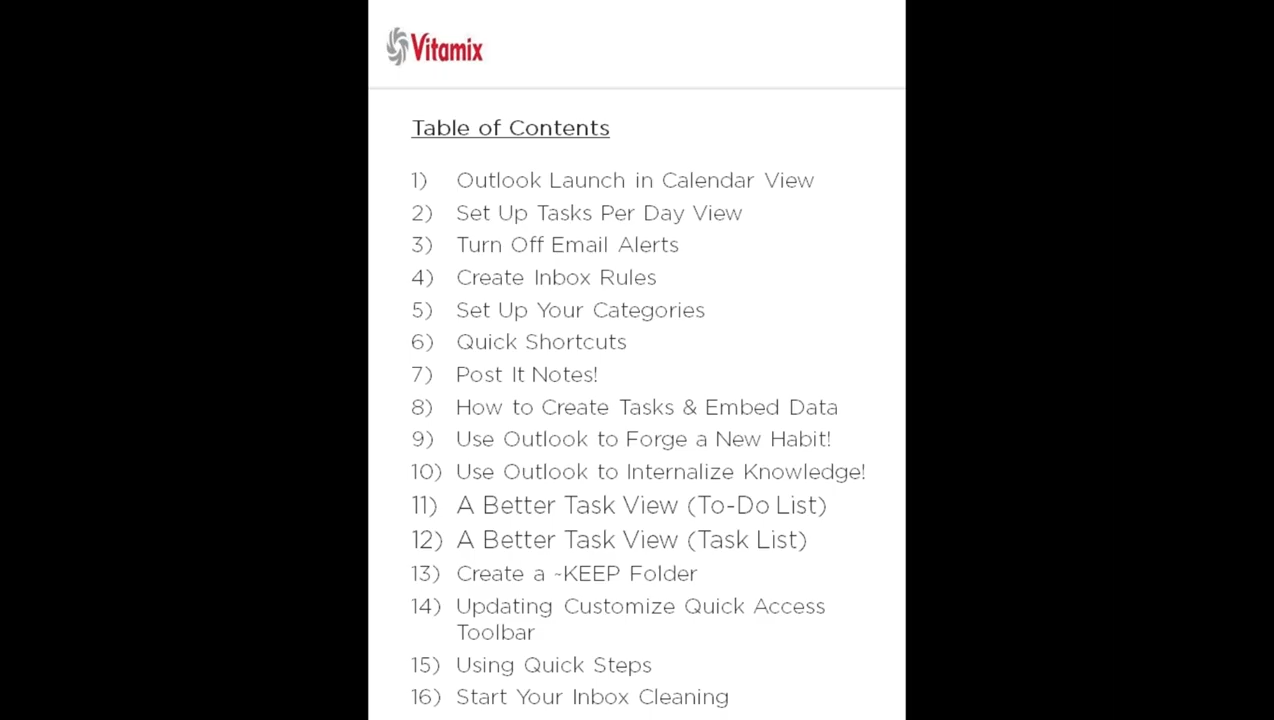 Vitamix
Table of Contents
1) Outlook Launch in Calendar View
2) Set Up Tasks Per Day View
3) Turn Off Email Alerts
4) Create Inbox Rules
5) Set Up Your Categories
6) Quick Shortcuts
7) Post It Notes!
8) How to Create Tasks & Embed Data
9) Use Outlook to Forge a New Habit!
10) Use Outlook to Internalize Knowledge!
11) A Better Task View (To-Do List)
12) A Better Task View (Task List)
13) Create a ~KEEP Folder
14) Updating Customize Quick Access
Toolbar
15) Using Quick Steps
16) Start Your Inbox Cleaning